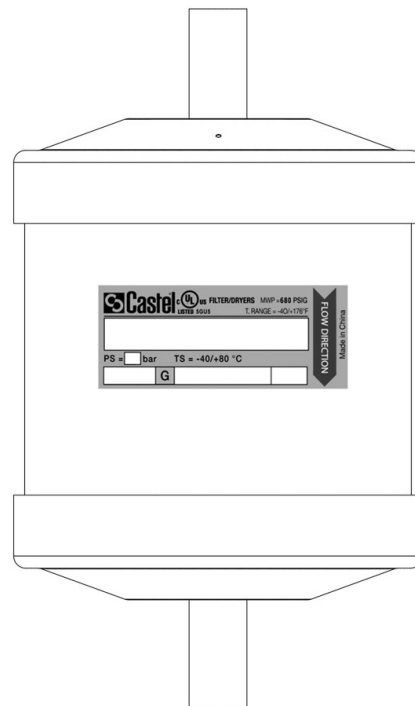 Castel c UL us FILTER/DRYERS MWP =680 PSIG
LISTED SGUS T. RANGE = -40/+176°F
PS = bar TS = -40/+80 °C
G
FLOW DIRECTION
Made in China